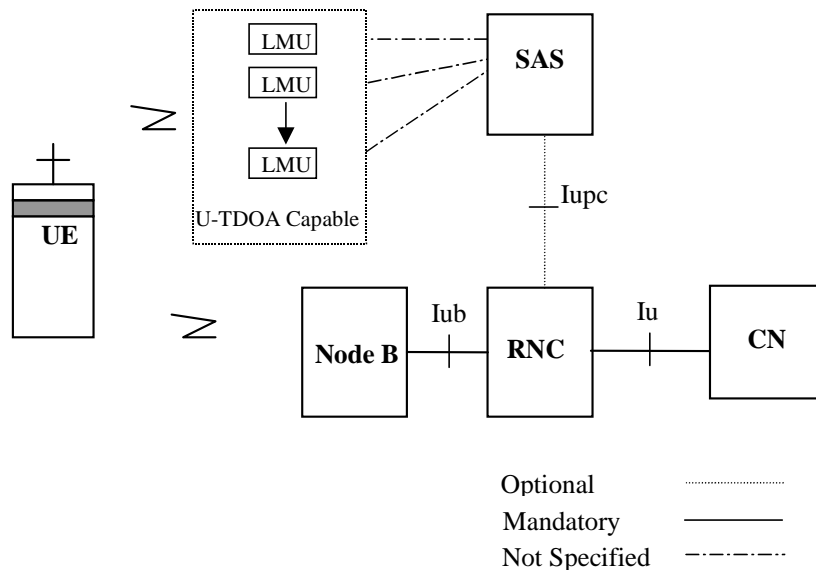 LMU
LMU
LMU
U-TDOA Capable
SAS
Iupc
UE
Node B
Iub
RNC
Iu
CN
Optional
Mandatory
Not Specified